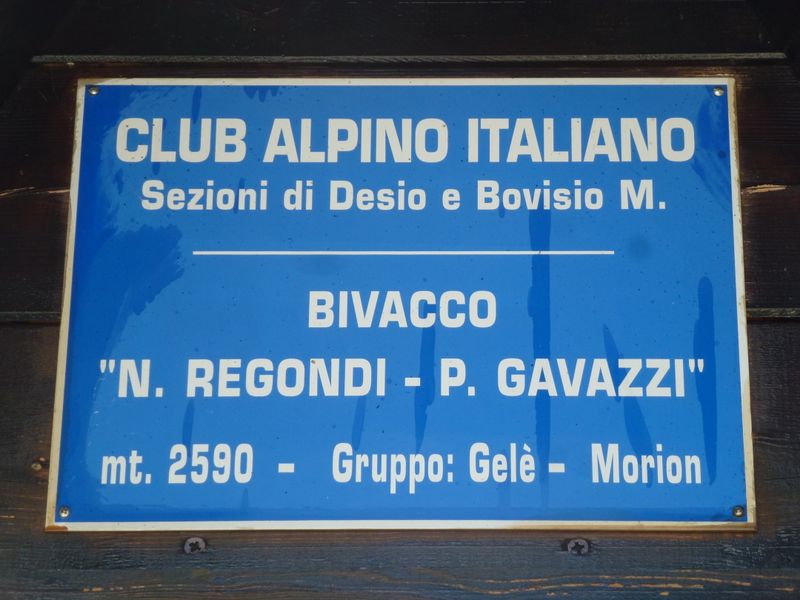 CLUB ALPINO ITALIANO
Sezioni di Desio e Bovisio M.
BIVACCO
"N. REGONDI - P. GAVAZZI"
mt. 2590 - Gruppo: Gelè - Morion